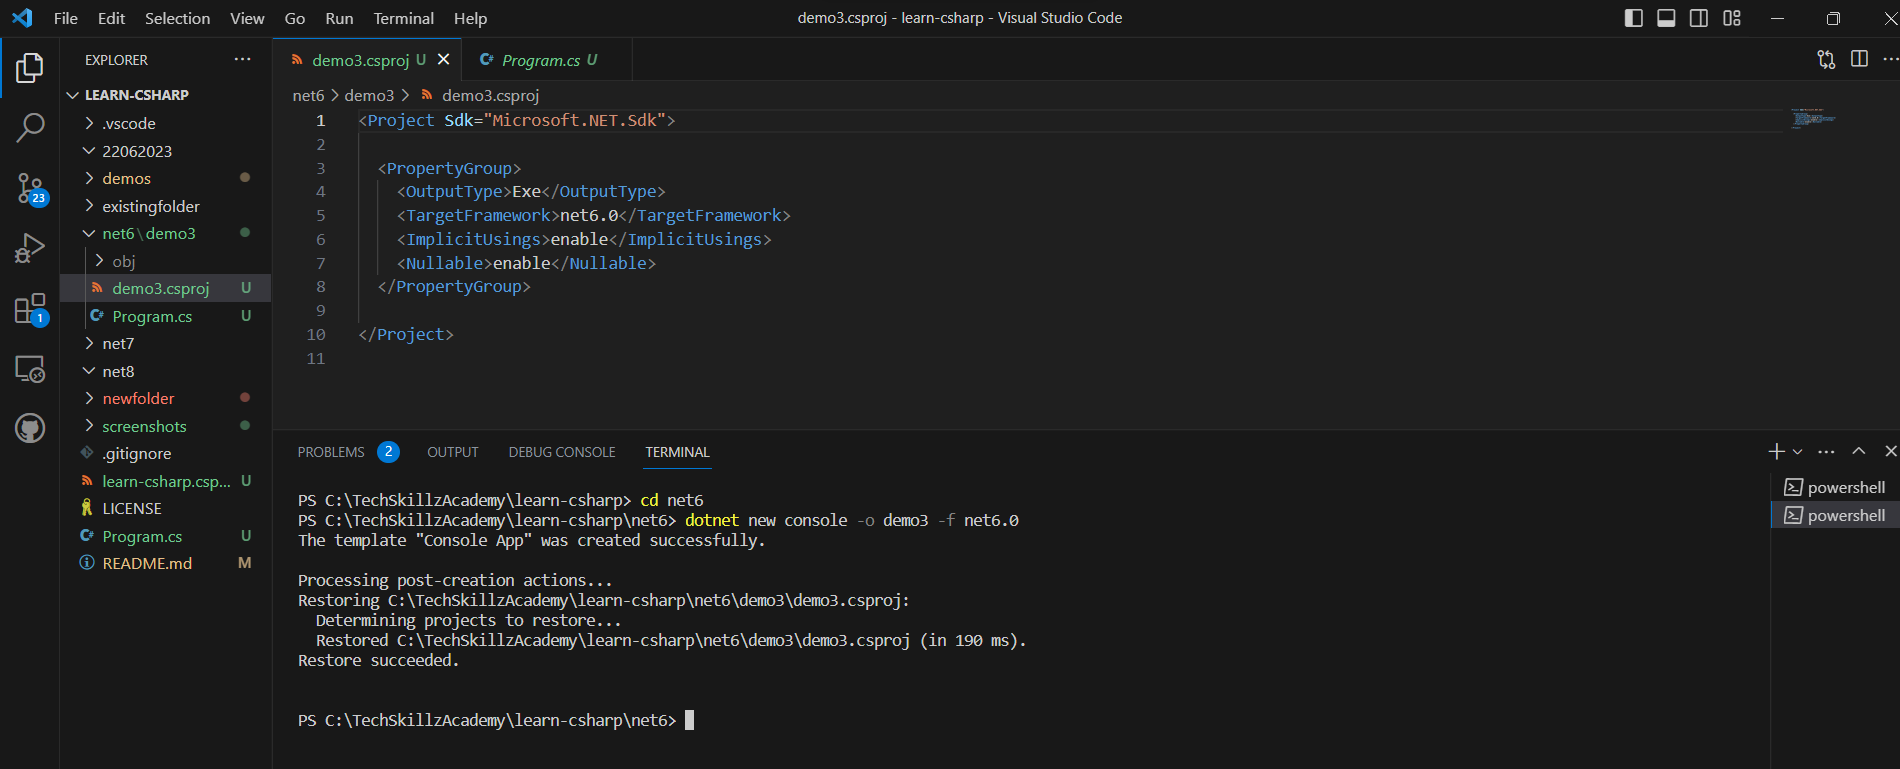 File Edit Selection View Go Run Terminal Help
demo3.csproj - learn-csharp - Visual Studio Code
EXPLORER
LEARN-CSHARP
.vscode
22062023
demos
existingfolder
net6\demo3
obj
demo3.csproj U
Program.cs U
net7
net8
newfolder
screenshots
.gitignore
learn-csharp.csp... U
LICENSE
Program.cs U
README.md M
23
1
demo3.csproj U
Program.cs U
net6 > demo3 > demo3.csproj
1 <Project Sdk="Microsoft.NET.Sdk">
2
3 <PropertyGroup>
4 <OutputType>Exe</OutputType>
5 <TargetFramework>net6.0</TargetFramework>
6 <ImplicitUsings>enable</ImplicitUsings>
7 <Nullable>enable</Nullable>
8 </PropertyGroup>
9
10 </Project>
11
PROBLEMS 2 OUTPUT DEBUG CONSOLE TERMINAL
PS C:\TechSkillzAcademy\learn-csharp> cd net6
PS C:\TechSkillzAcademy\learn-csharp\net6> dotnet new console -o demo3 -f net6.0
The template "Console App" was created successfully.
Processing post-creation actions...
Restoring C:\TechSkillzAcademy\learn-csharp\net6\demo3\demo3.csproj:
Determining projects to restore...
Restored C:\TechSkillzAcademy\learn-csharp\net6\demo3\demo3.csproj (in 190 ms).
Restore succeeded.
PS C:\TechSkillzAcademy\learn-csharp\net6>
powershell
powershell